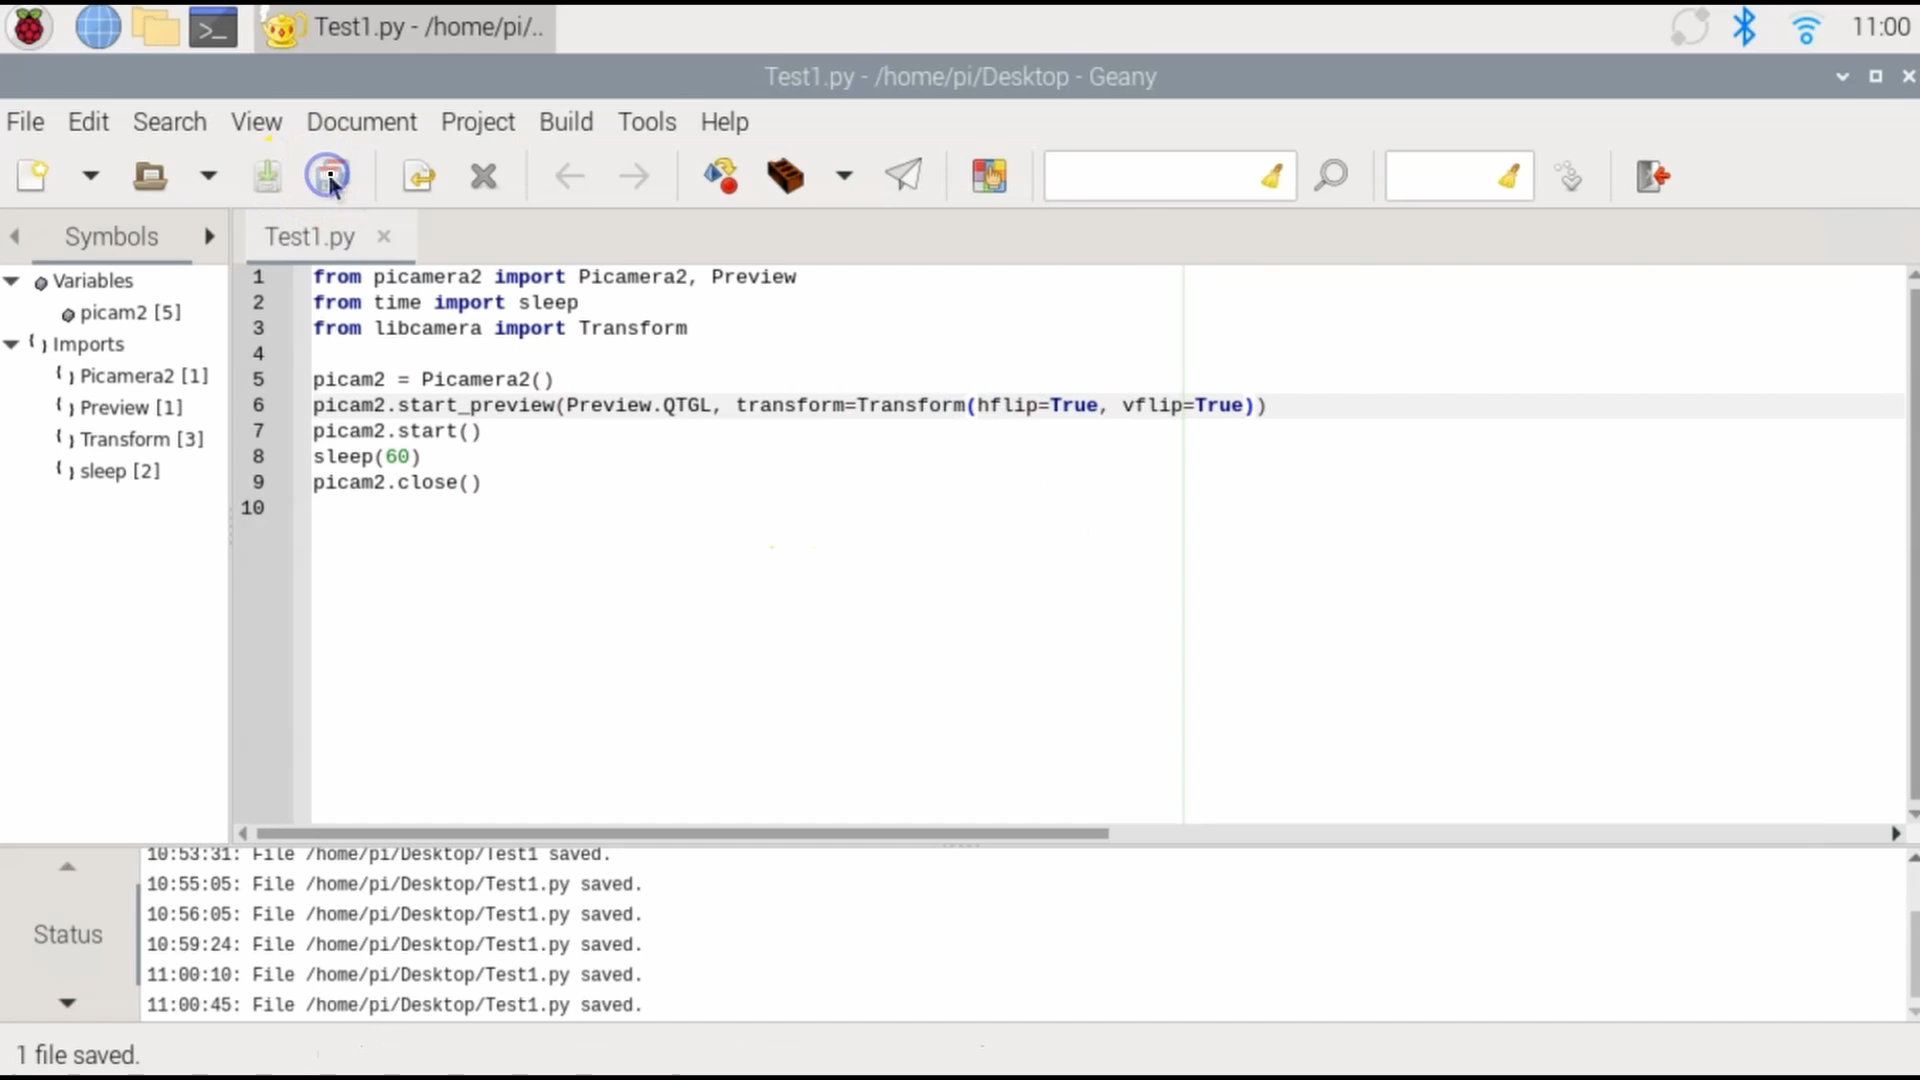 Test1.py - /home/pi/..
11:00
Test1.py - /home/pi/Desktop - Geany
File Edit Search View Document Project Build Tools Help
Symbols
Test1.py
Variables
picam2 [5]
Imports
Picamera2 [1]
Preview [1]
Transform [3]
sleep [2]
1 from picamera2 import Picamera2, Preview
2 from time import sleep
3 from libcamera import Transform
4
5 picam2 = Picamera2()
6 picam2.start_preview(Preview.QTGL, transform=Transform(hflip=True, vflip=True))
7 picam2.start()
8 sleep(60)
9 picam2.close()
10
Status
10:53:31: File /home/pi/Desktop/Test1 saved.
10:55:05: File /home/pi/Desktop/Test1.py saved.
10:56:05: File /home/pi/Desktop/Test1.py saved.
10:59:24: File /home/pi/Desktop/Test1.py saved.
11:00:10: File /home/pi/Desktop/Test1.py saved.
11:00:45: File /home/pi/Desktop/Test1.py saved.
1 file saved.